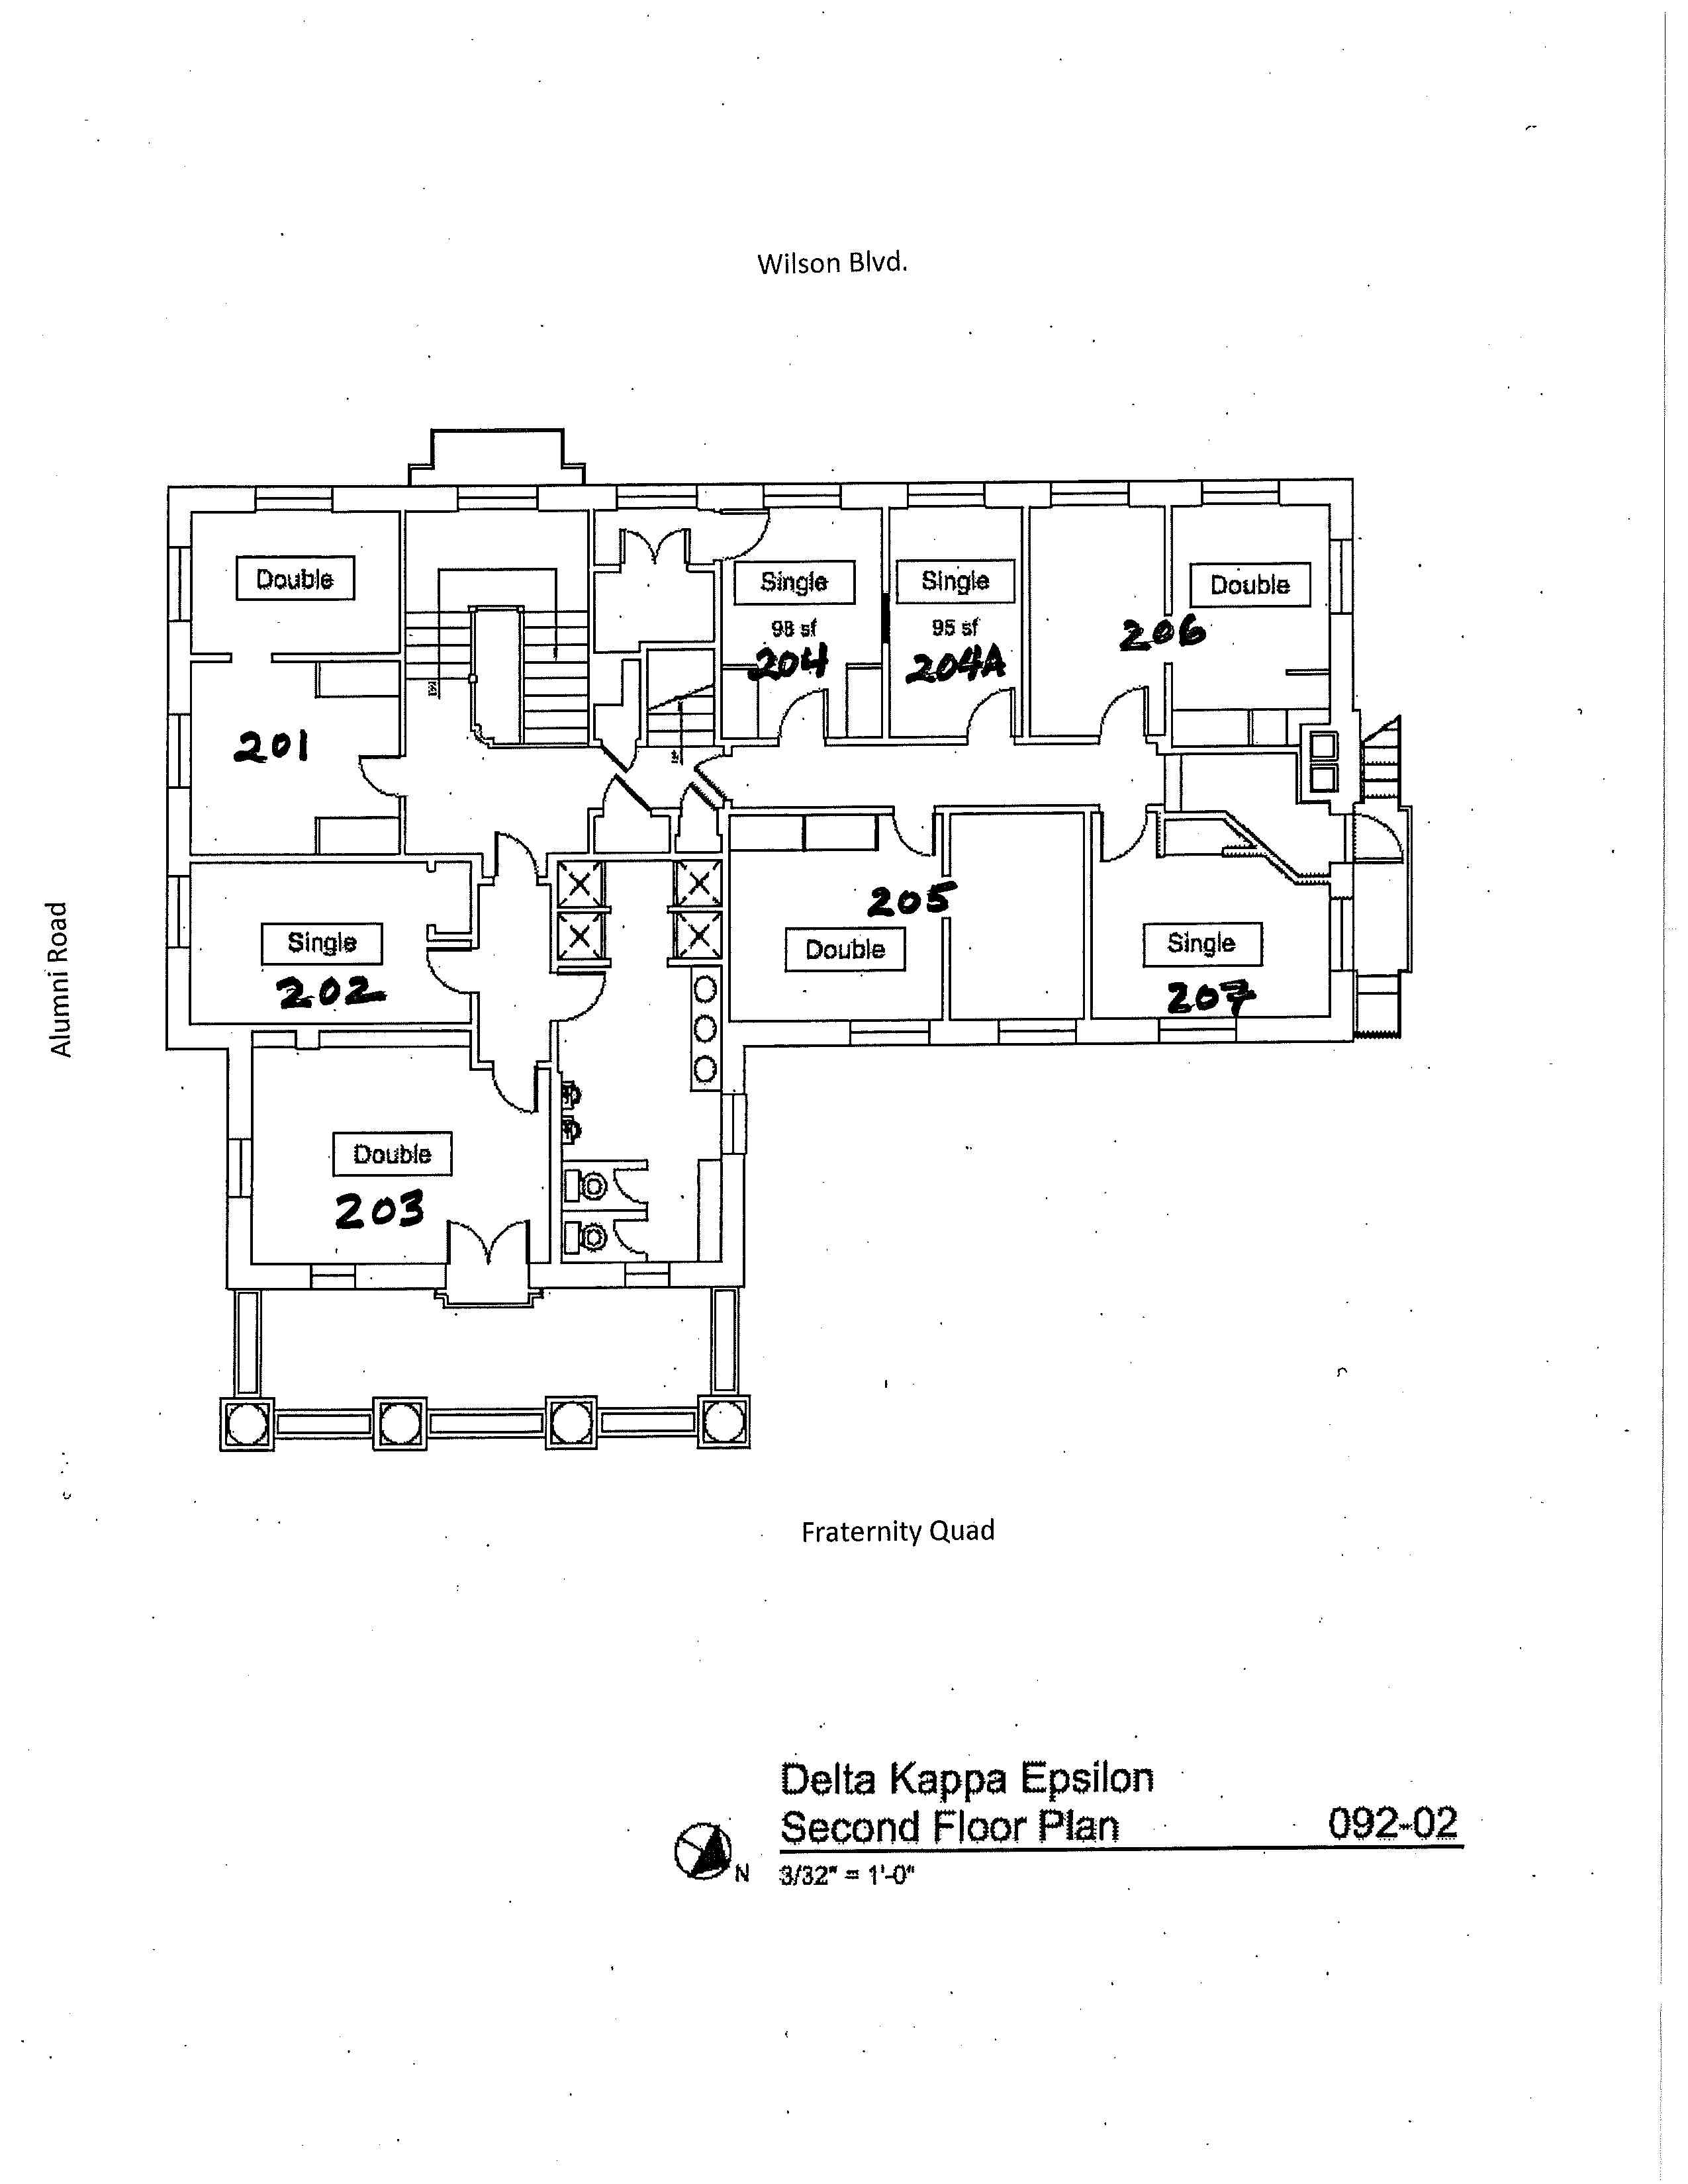 Wilson Blvd.
Double
Single
98 sf
204
Single
95 sf
204A
206
Double
201
205
Double
Single
202
Single
207
Alumni Road
Double
203
Fraternity Quad
Delta Kappa Epsilon
Second Floor Plan 092-02
N 3/32" = 1'-0"